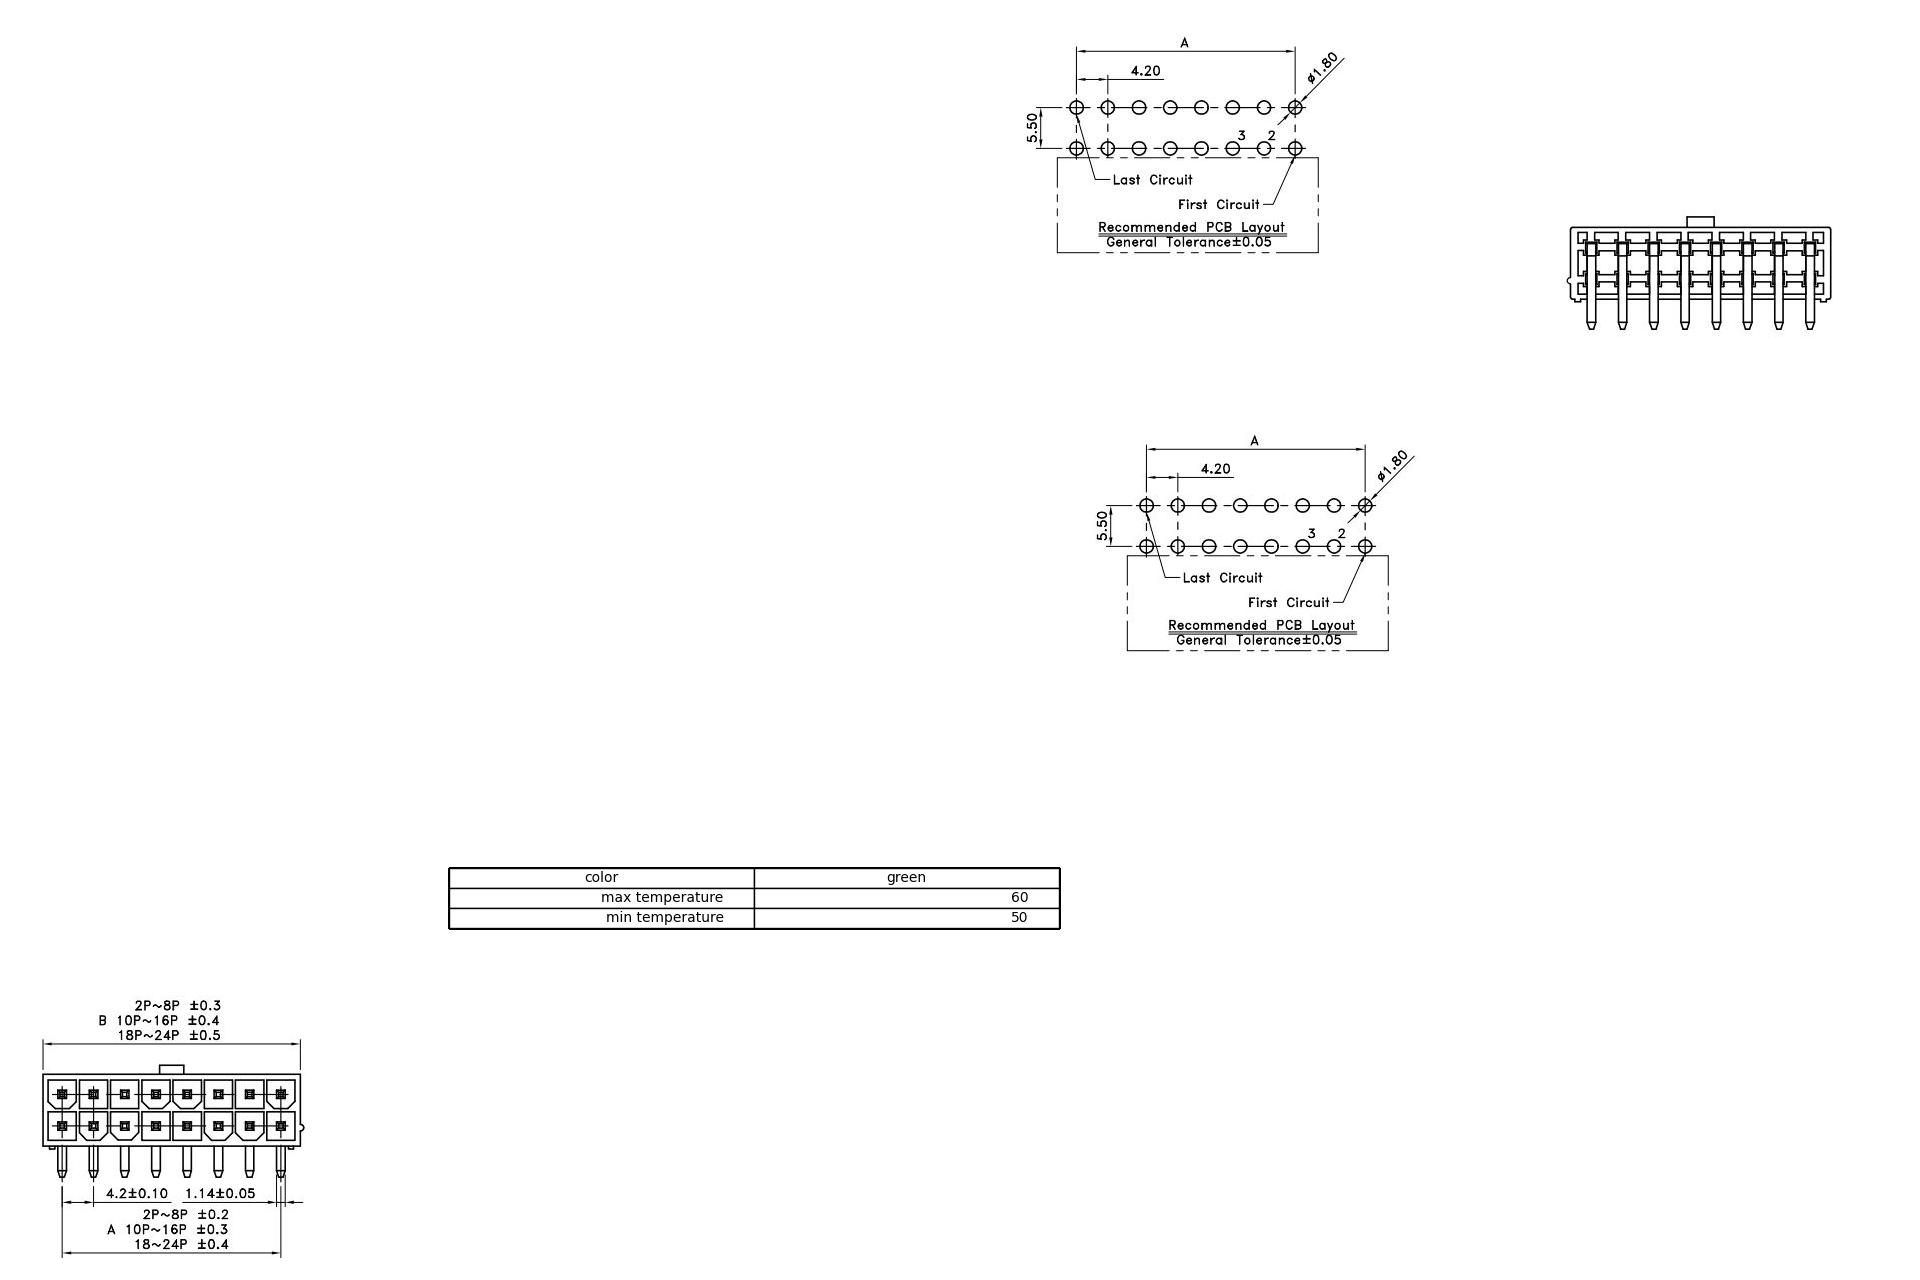 A
4.20
ø1.80
5.50
3 2
Last Circuit
First Circuit
Recommended PCB Layout
General Tolerance±0.05
A
4.20
ø1.80
5.50
3 2
Last Circuit
First Circuit
Recommended PCB Layout
General Tolerance±0.05
color green
max temperature 60
min temperature 50
2P~8P ±0.3
B 10P~16P ±0.4
18P~24P ±0.5
4.2±0.10 1.14±0.05
2P~8P ±0.2
A 10P~16P ±0.3
18~24P ±0.4